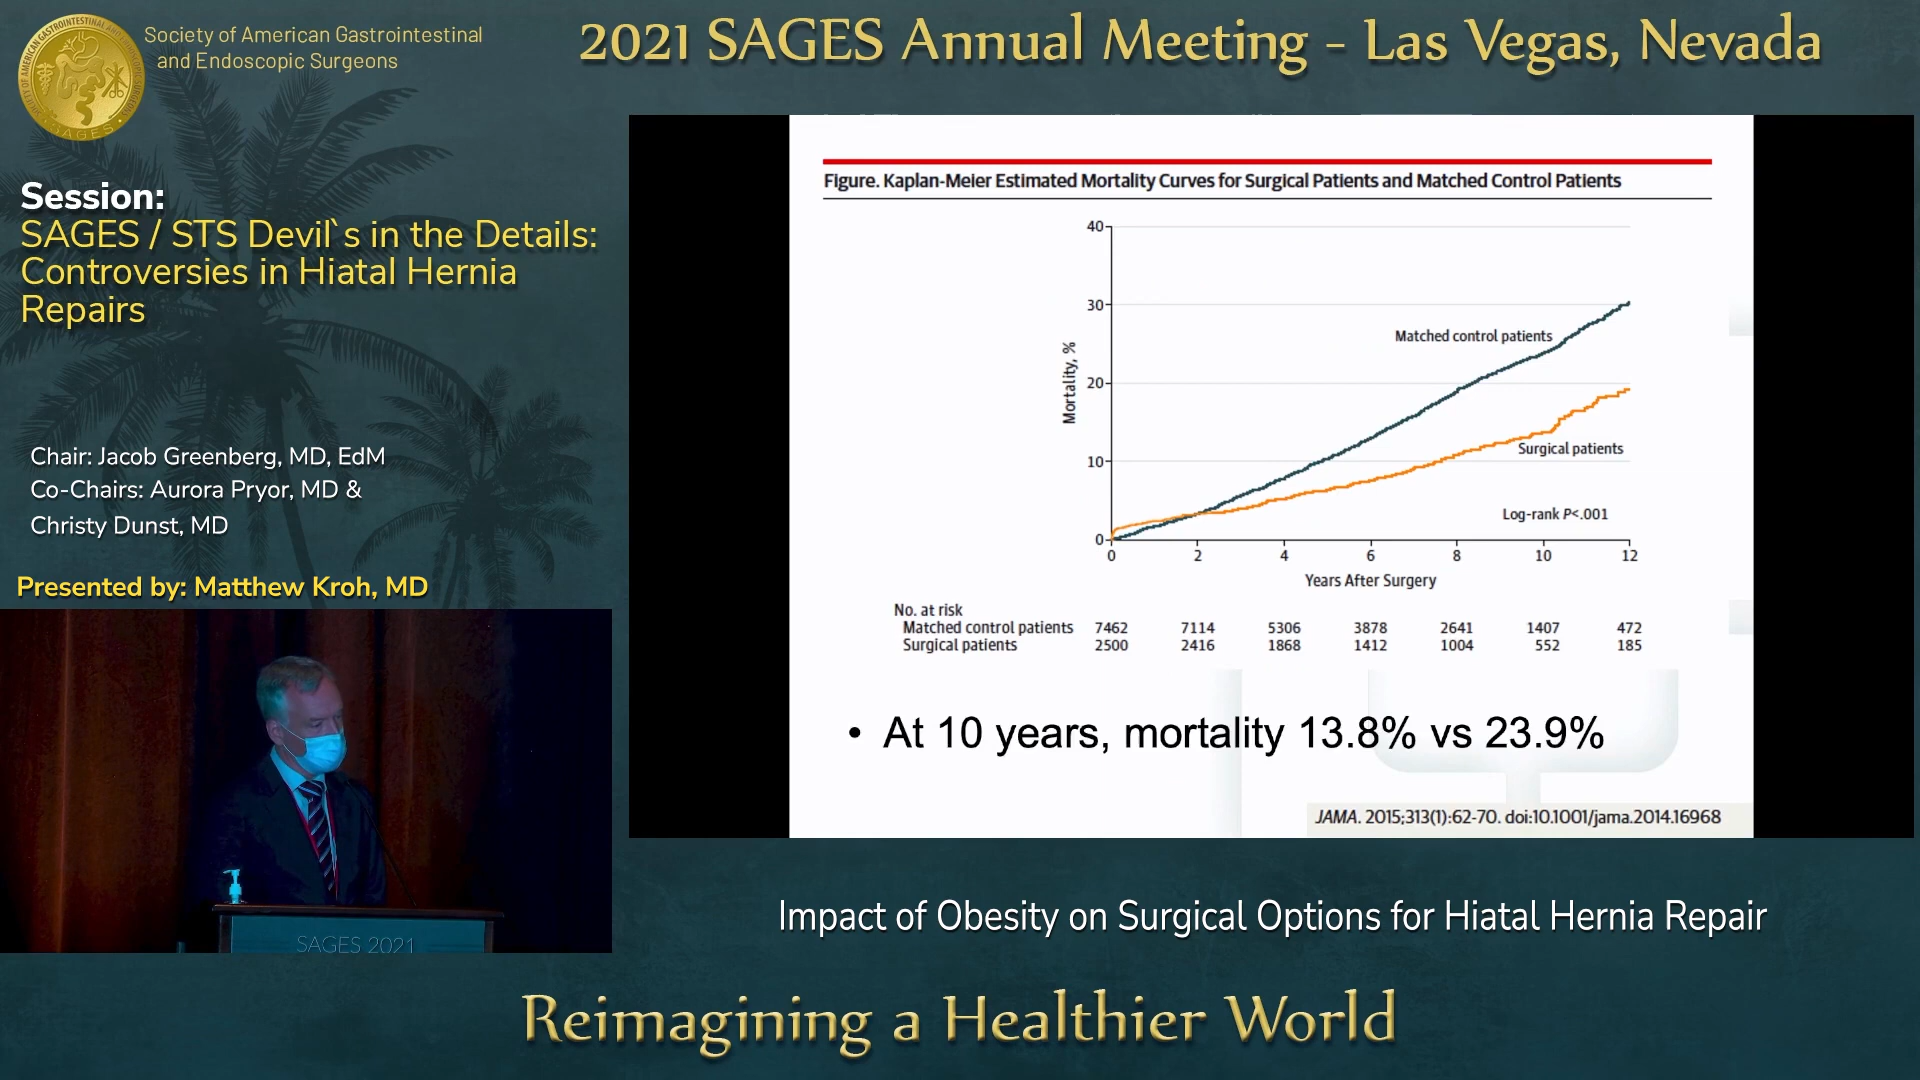 Society of American Gastrointestinal
and Endoscopic Surgeons
SAGES
2021 SAGES Annual Meeting - Las Vegas, Nevada
Session:
SAGES / STS Devil`s in the Details:
Controversies in Hiatal Hernia
Repairs
Chair: Jacob Greenberg, MD, EdM
Co-Chairs: Aurora Pryor, MD &
Christy Dunst, MD
Presented by: Matthew Kroh, MD
SAGES 2021
Figure. Kaplan-Meier Estimated Mortality Curves for Surgical Patients and Matched Control Patients
40
30
20
10
0
Mortality, %
Matched control patients
Surgical patients
Log-rank P<.001
0 2 4 6 8 10 12
Years After Surgery
No. at risk
Matched control patients 7462 7114 5306 3878 2641 1407 472
Surgical patients 2500 2416 1868 1412 1004 552 185
• At 10 years, mortality 13.8% vs 23.9%
JAMA. 2015;313(1):62-70. doi:10.1001/jama.2014.16968
Impact of Obesity on Surgical Options for Hiatal Hernia Repair
Reimagining a Healthier World